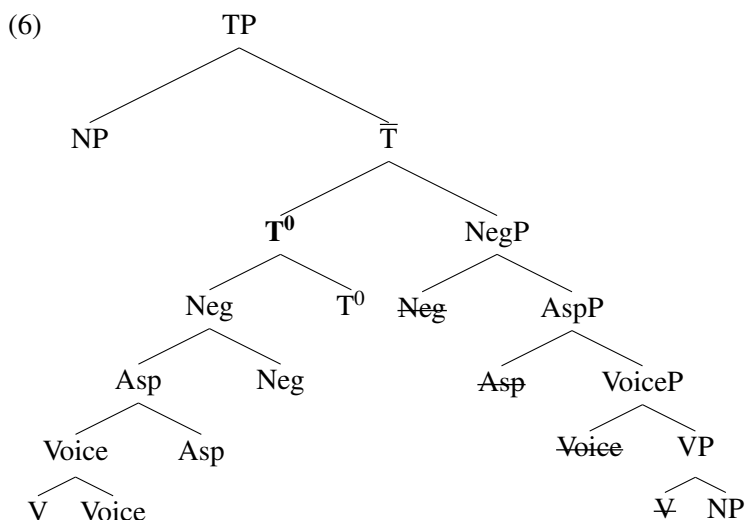 (6) TP
NP T̅
T⁰ NegP
Neg T⁰ Neg AspP
Asp Neg Asp VoiceP
Voice Asp Voice VP
V Voice V NP